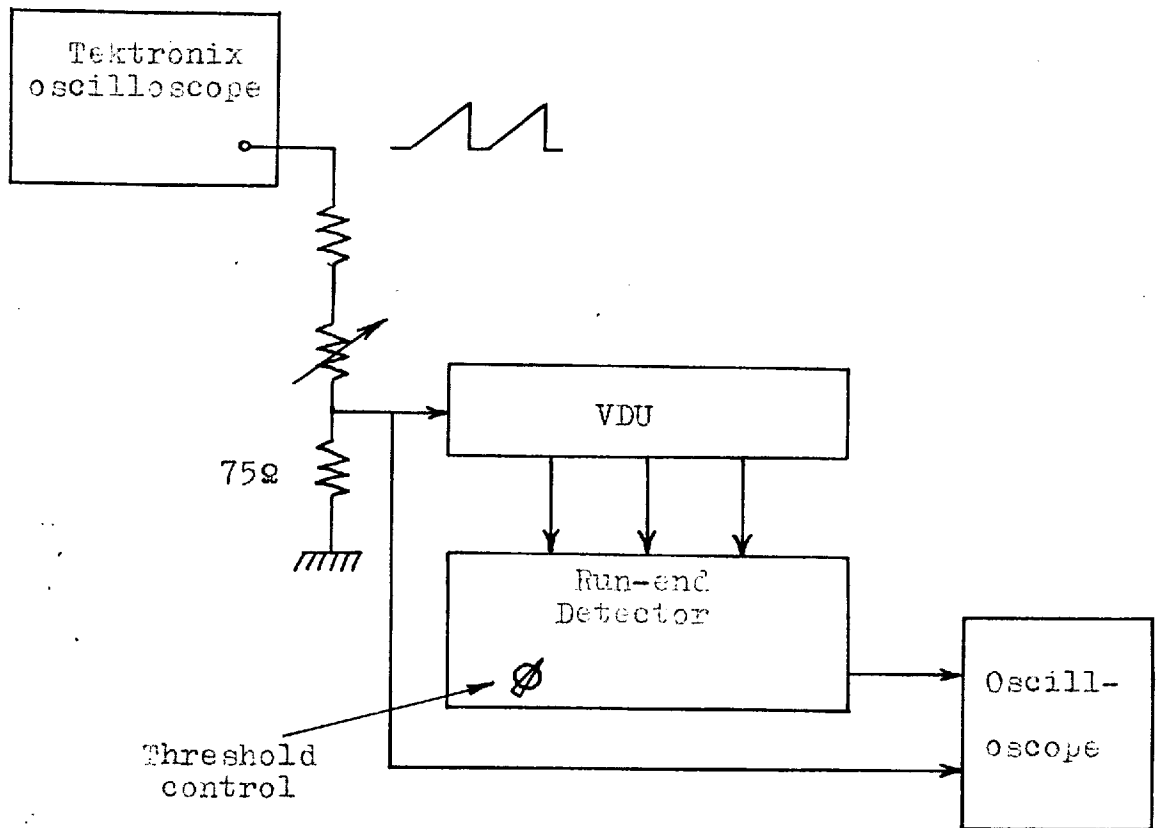 Tektronix
oscilloscope
VDU
75Ω
Run-end
Detector
Oscill-
oscope
Threshold
control